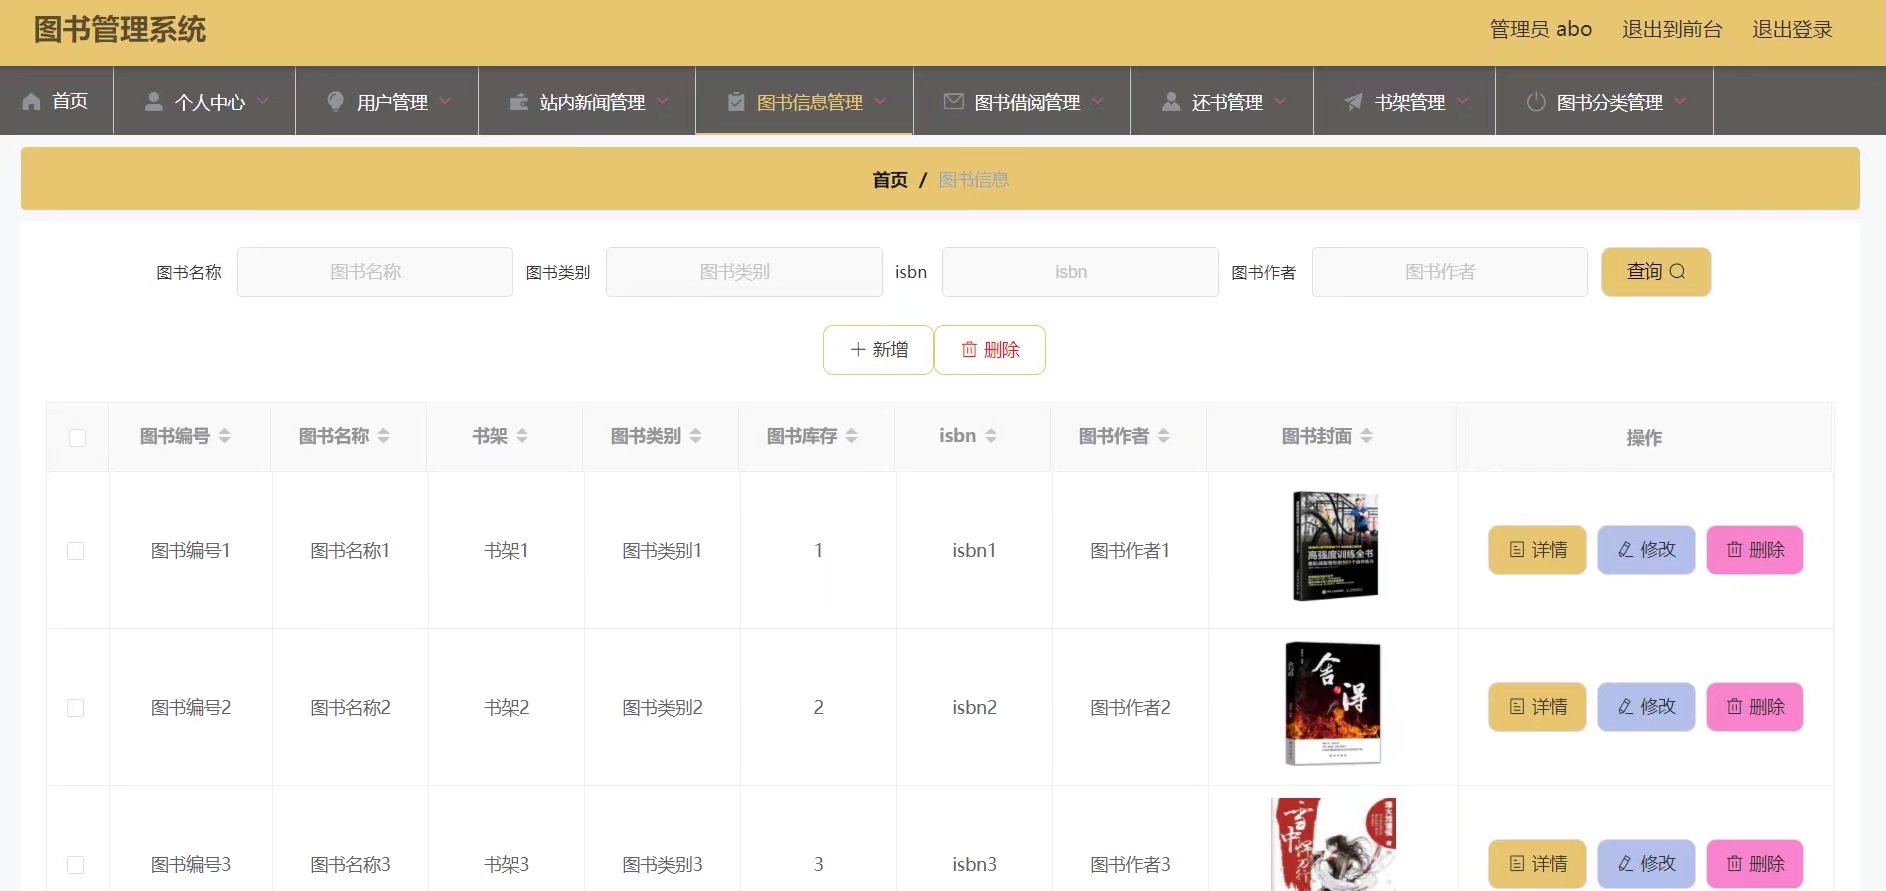 图书管理系统
管理员 abo 退出到前台 退出登录
首页 个人中心 用户管理 站内新闻管理 图书信息管理 图书借阅管理 还书管理 书架管理 图书分类管理
首页 / 图书信息
图书名称 图书名称 图书类别 图书类别 isbn isbn 图书作者 图书作者 查询
新增 删除
图书编号 图书名称 书架 图书类别 图书库存 isbn 图书作者 图书封面 操作
高强度训练全书
图书编号1 图书名称1 书架1 图书类别1 1 isbn1 图书作者1 详情 修改 删除
舍与得
图书编号2 图书名称2 书架2 图书类别2 2 isbn2 图书作者2 详情 修改 删除
雪中悍刀行
图书编号3 图书名称3 书架3 图书类别3 3 isbn3 图书作者3 详情 修改 删除